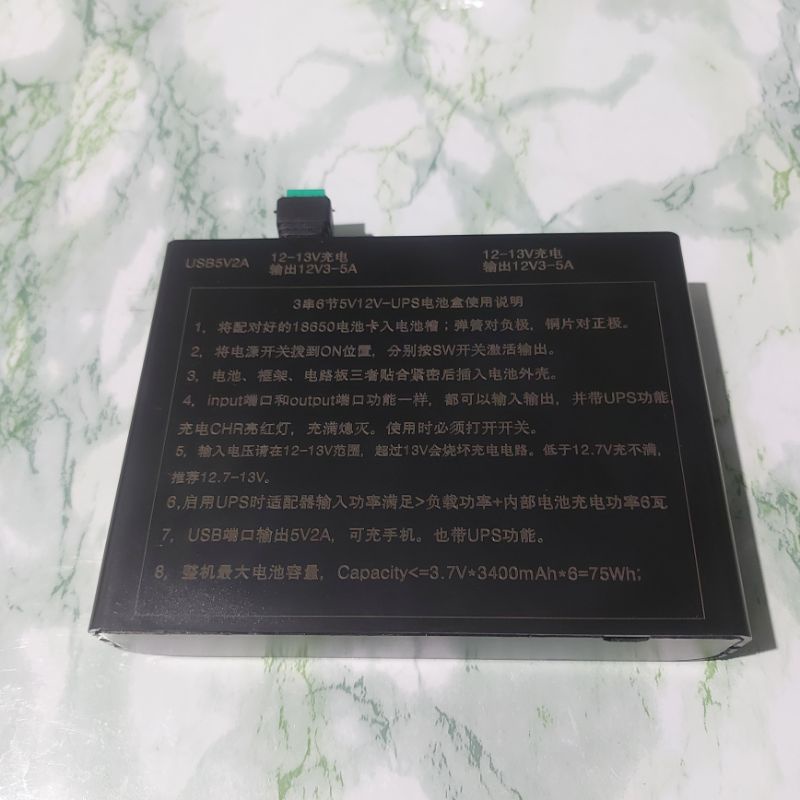 USB5V2A
12-13V充电
输出12V3-5A
12-13V充电
输出12V3-5A
3串6节5V12V-UPS电池盒使用说明
1，将配对好的18650电池卡入电池槽；弹簧对负极，铜片对正极。
2，将电源开关拨到ON位置，分别按SW开关激活输出。
3，电池、框架、电路板三者贴合紧密后插入电池外壳。
4，input端口和output端口功能一样，都可以输入输出，并带UPS功能
充电CHR亮红灯，充满熄灭。使用时必须打开开关。
5，输入电压请在12-13V范围，超过13V会烧坏充电电路。低于12.7V充不满，
推荐12.7-13V。
6,启用UPS时适配器输入功率满足>负载功率+内部电池充电功率6瓦
7，USB端口输出5V2A，可充手机。也带UPS功能。
8，整机最大电池容量，Capacity<=3.7V*3400mAh*6=75Wh;